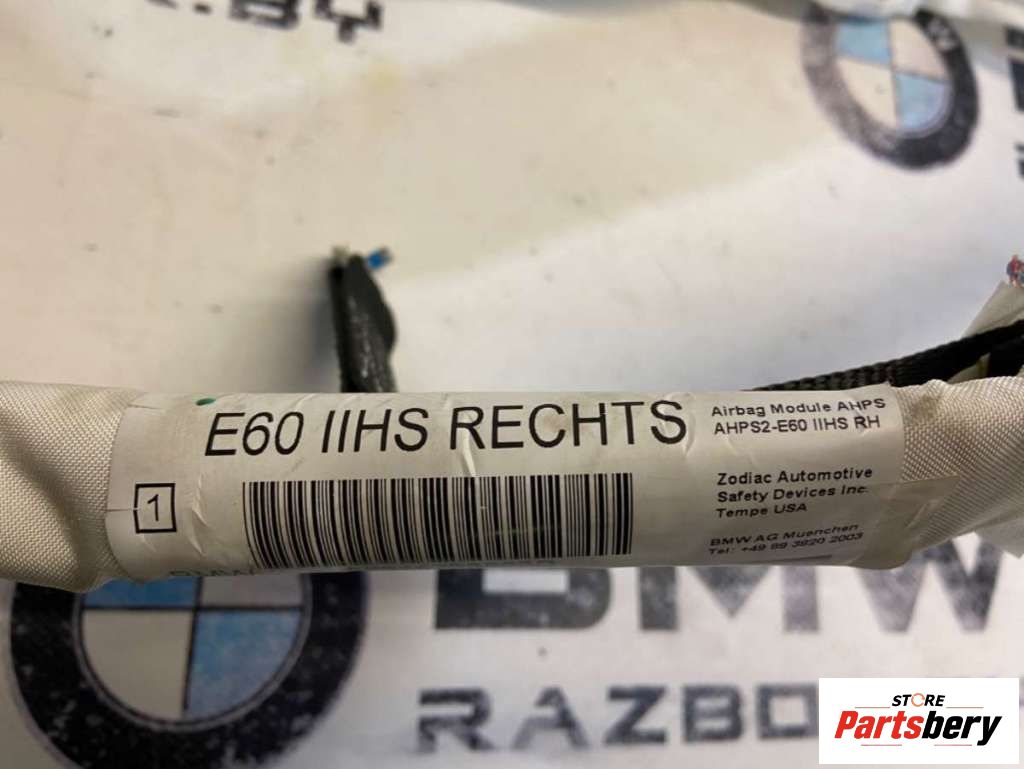 .BY
E60 IIHS RECHTS
Airbag Module AHPS
AHPS2-E60 IIHS RH
1
Zodiac Automotive
Safety Devices Inc.
Tempe USA
BMW AG Muenchen
Tel.: +49 89 3820 2003
BMW
RAZBO
STORE
Partsbery